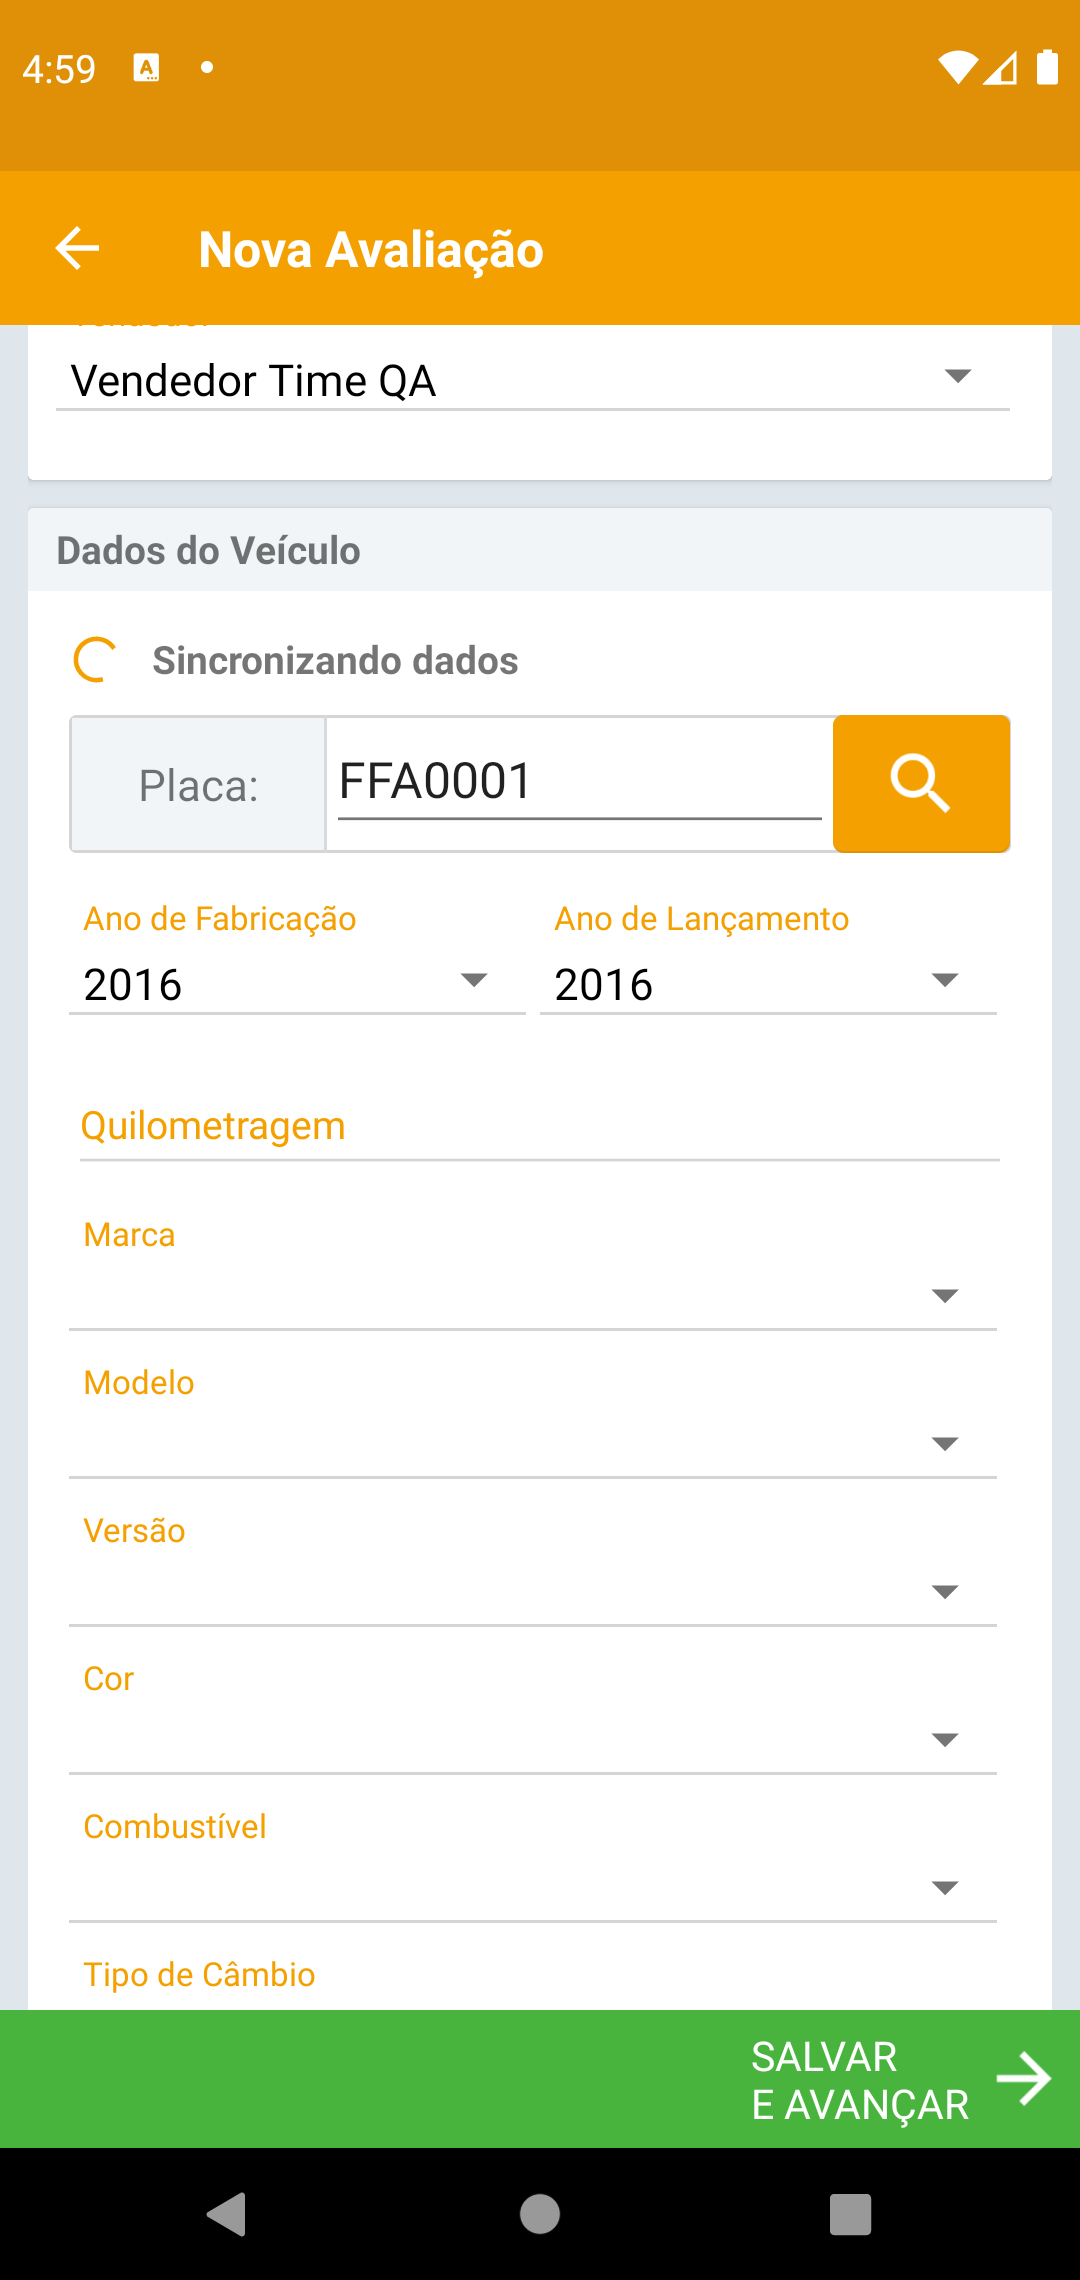 4:59
Nova Avaliação
Vendedor Time QA
Dados do Veículo
Sincronizando dados
Placa: FFA0001
Ano de Fabricação Ano de Lançamento
2016 2016
Quilometragem
Marca
Modelo
Versão
Cor
Combustível
Tipo de Câmbio
SALVAR
E AVANÇAR